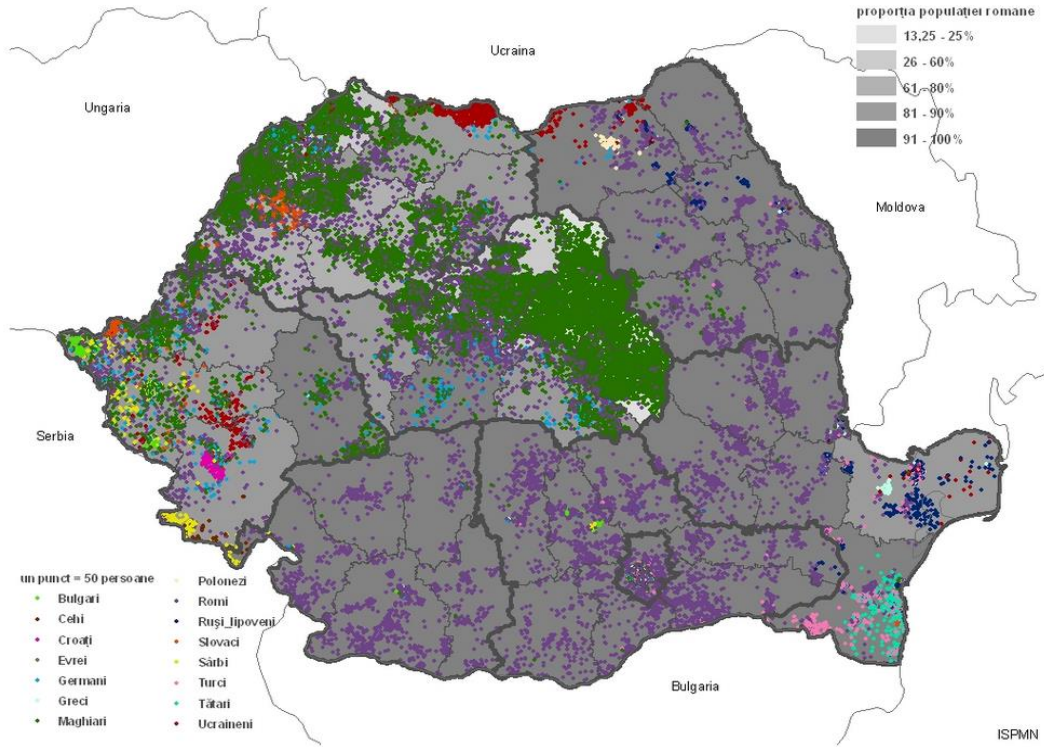 proporția populației romane
13,25 - 25%
26 - 60%
61 - 80%
81 - 90%
91 - 100%
Ucraina
Ungaria
Moldova
Serbia
Bulgaria
un punct = 50 persoane
Bulgari
Cehi
Croați
Evrei
Germani
Greci
Maghiari
Polonezi
Romi
Ruși_lipoveni
Slovaci
Sârbi
Turci
Tătari
Ucraineni
ISPMN